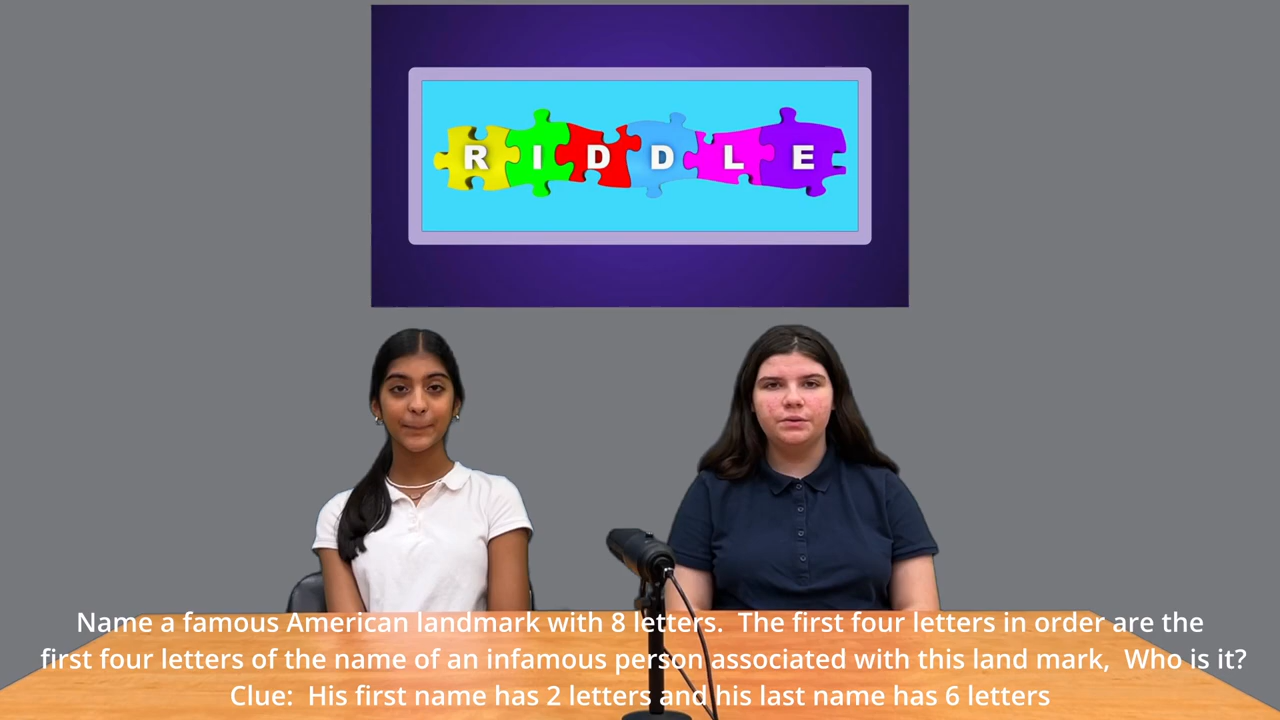 RIDDLE
Name a famous American landmark with 8 letters.  The first four letters in order are the
first four letters of the name of an infamous person associated with this land mark,  Who is it?
Clue:  His first name has 2 letters and his last name has 6 letters